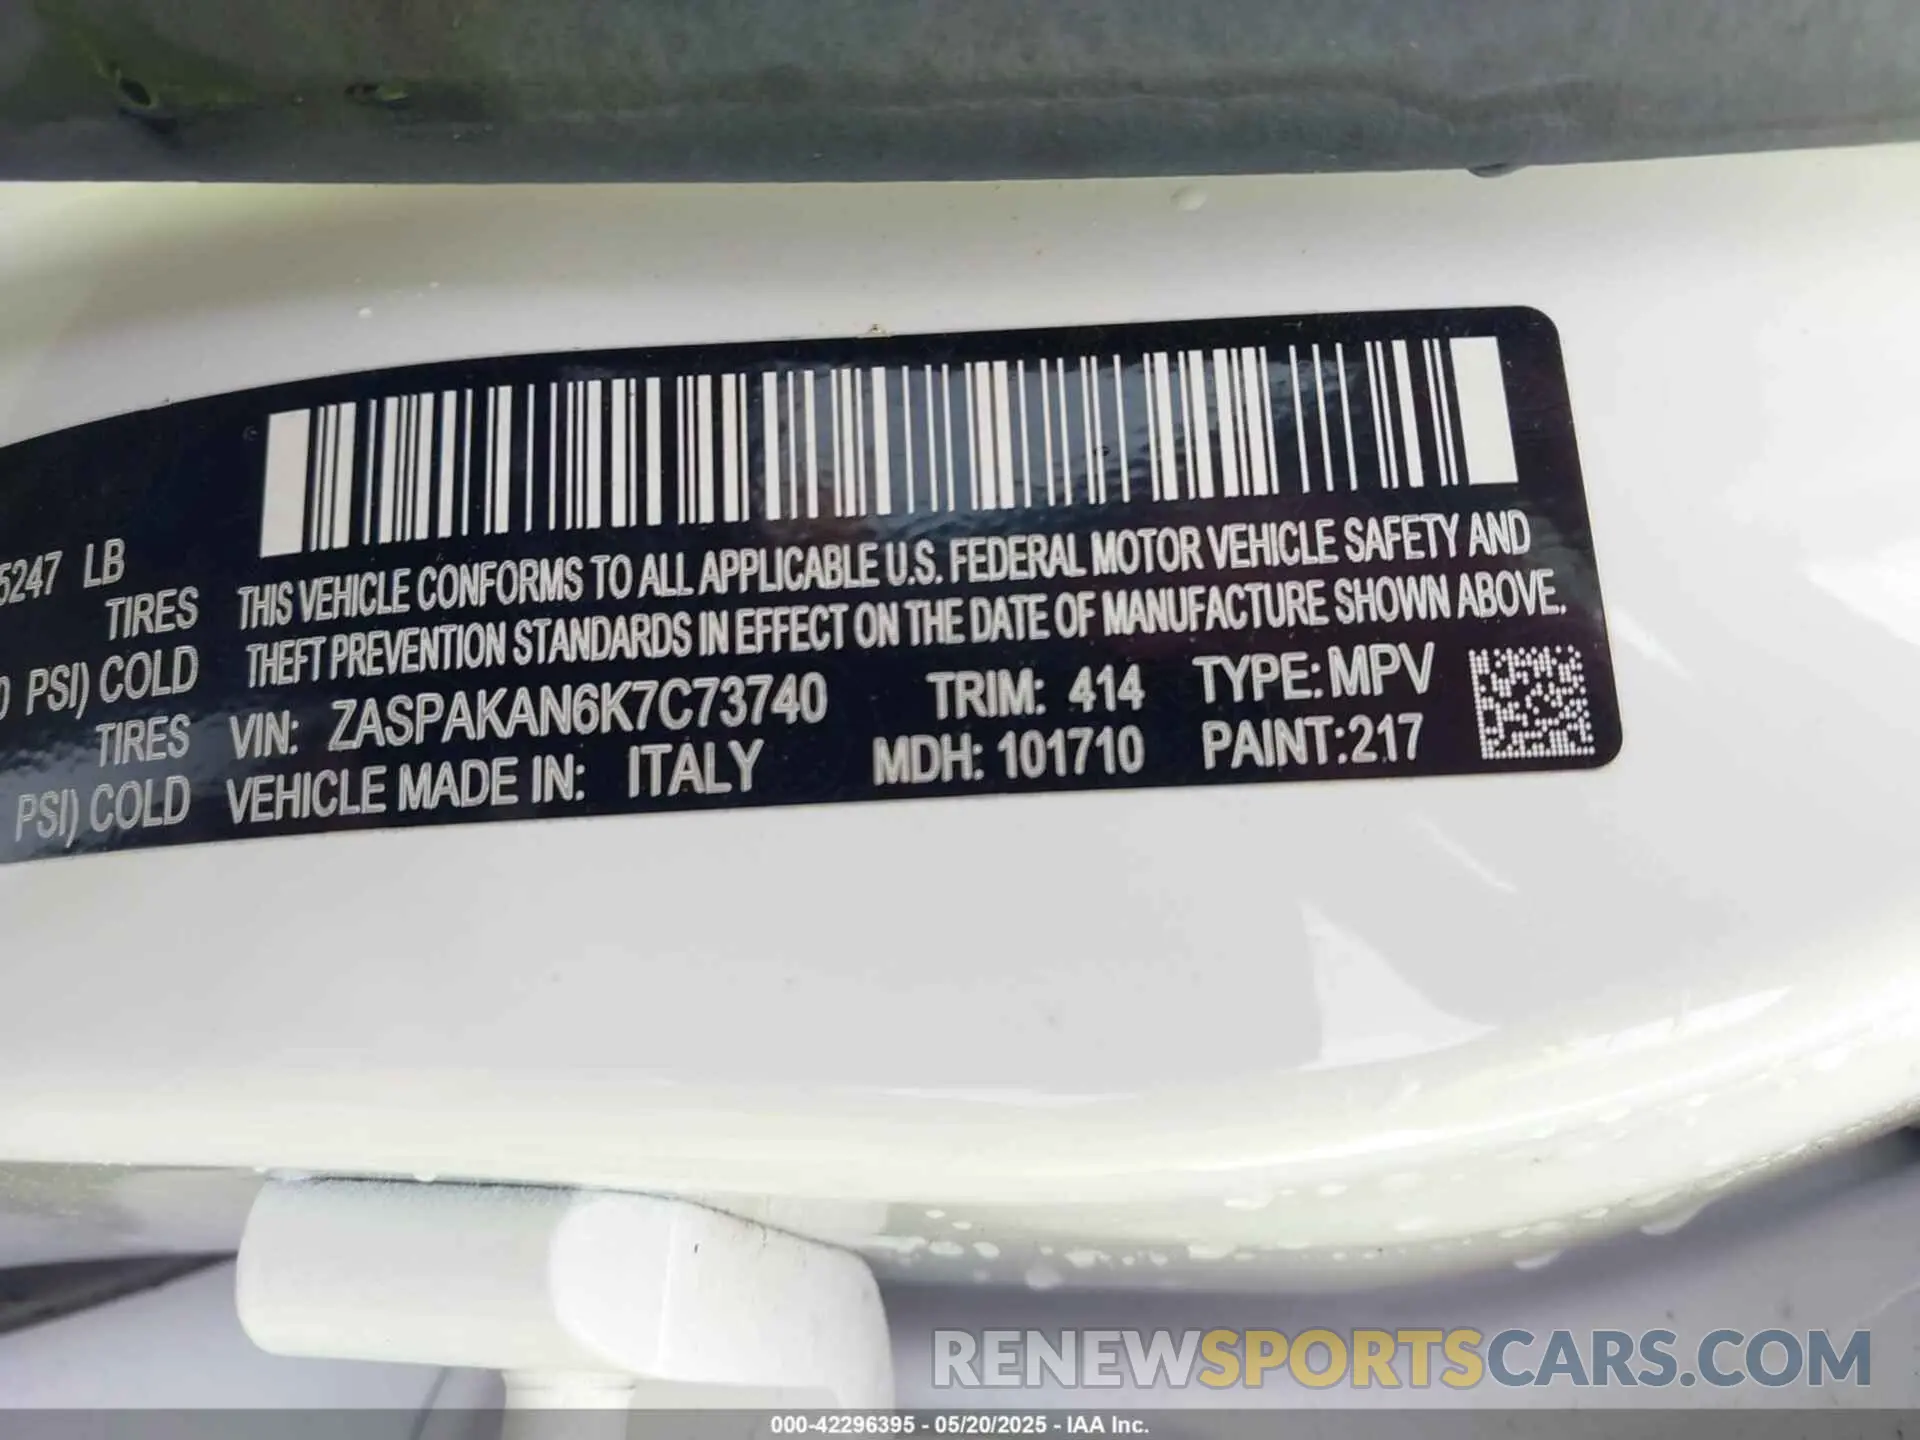 5247 LB
TIRES
PSI) COLD
TIRES
PSI) COLD
THIS VEHICLE CONFORMS TO ALL APPLICABLE U.S. FEDERAL MOTOR VEHICLE SAFETY AND
THEFT PREVENTION STANDARDS IN EFFECT ON THE DATE OF MANUFACTURE SHOWN ABOVE.
VIN: ZASPAKAN6K7C73740 TRIM: 414 TYPE: MPV
VEHICLE MADE IN: ITALY MDH: 101710 PAINT:217
RENEWSPORTSCARS.COM
000-42296395 - 05/20/2025 - IAA Inc.